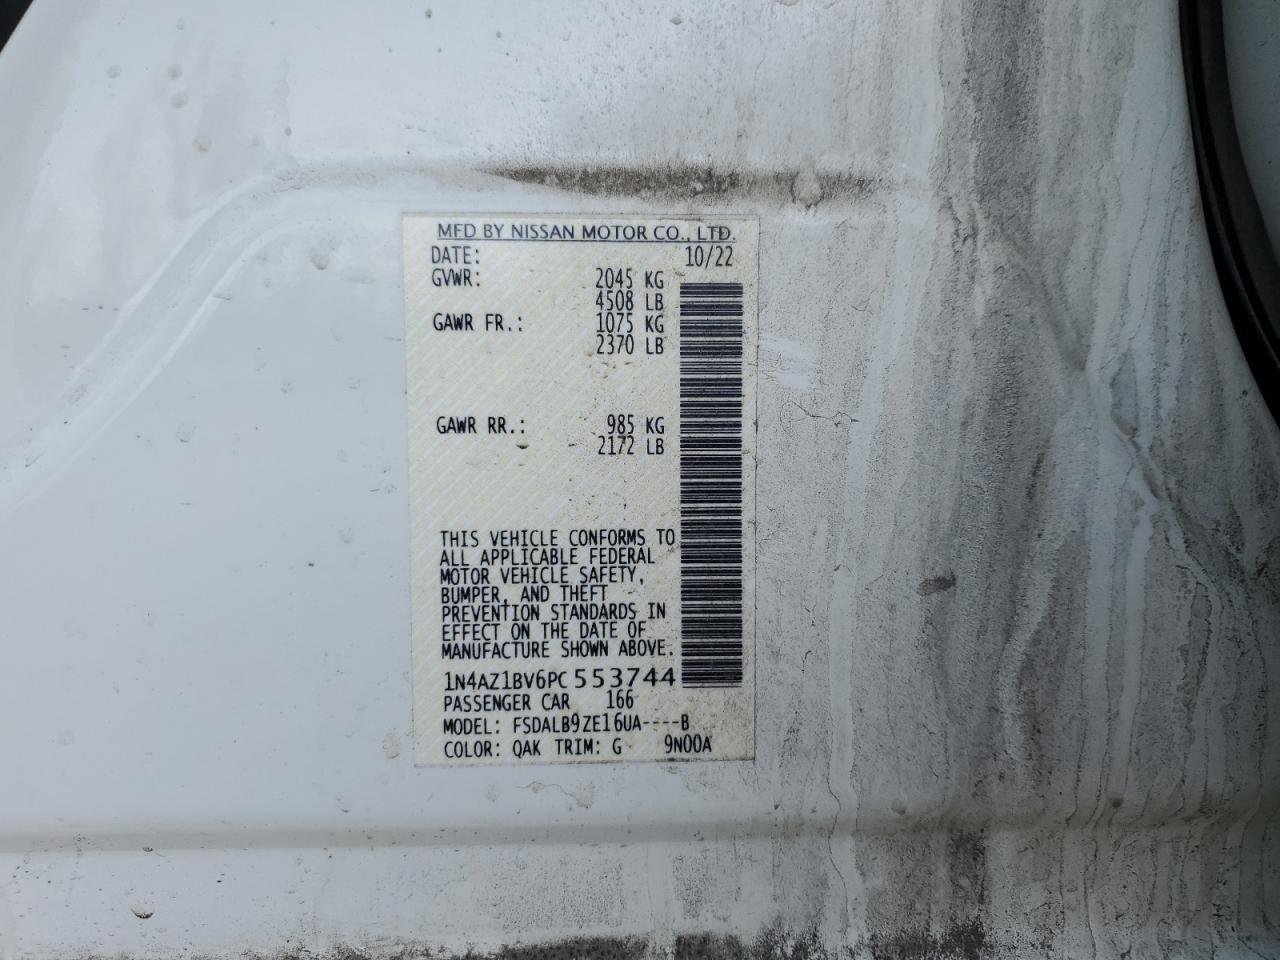 MFD BY NISSAN MOTOR CO., LTD.
DATE: 10/22
GVWR: 2045 KG
4508 LB
GAWR FR.: 1075 KG
2370 LB
GAWR RR.: 985 KG
2172 LB
THIS VEHICLE CONFORMS TO
ALL APPLICABLE FEDERAL
MOTOR VEHICLE SAFETY,
BUMPER, AND THEFT
PREVENTION STANDARDS IN
EFFECT ON THE DATE OF
MANUFACTURE SHOWN ABOVE.
1N4AZ1BV6PC553744
PASSENGER CAR 166
MODEL: FSDALB9ZE16UA----B
COLOR: QAK TRIM: G 9N00A